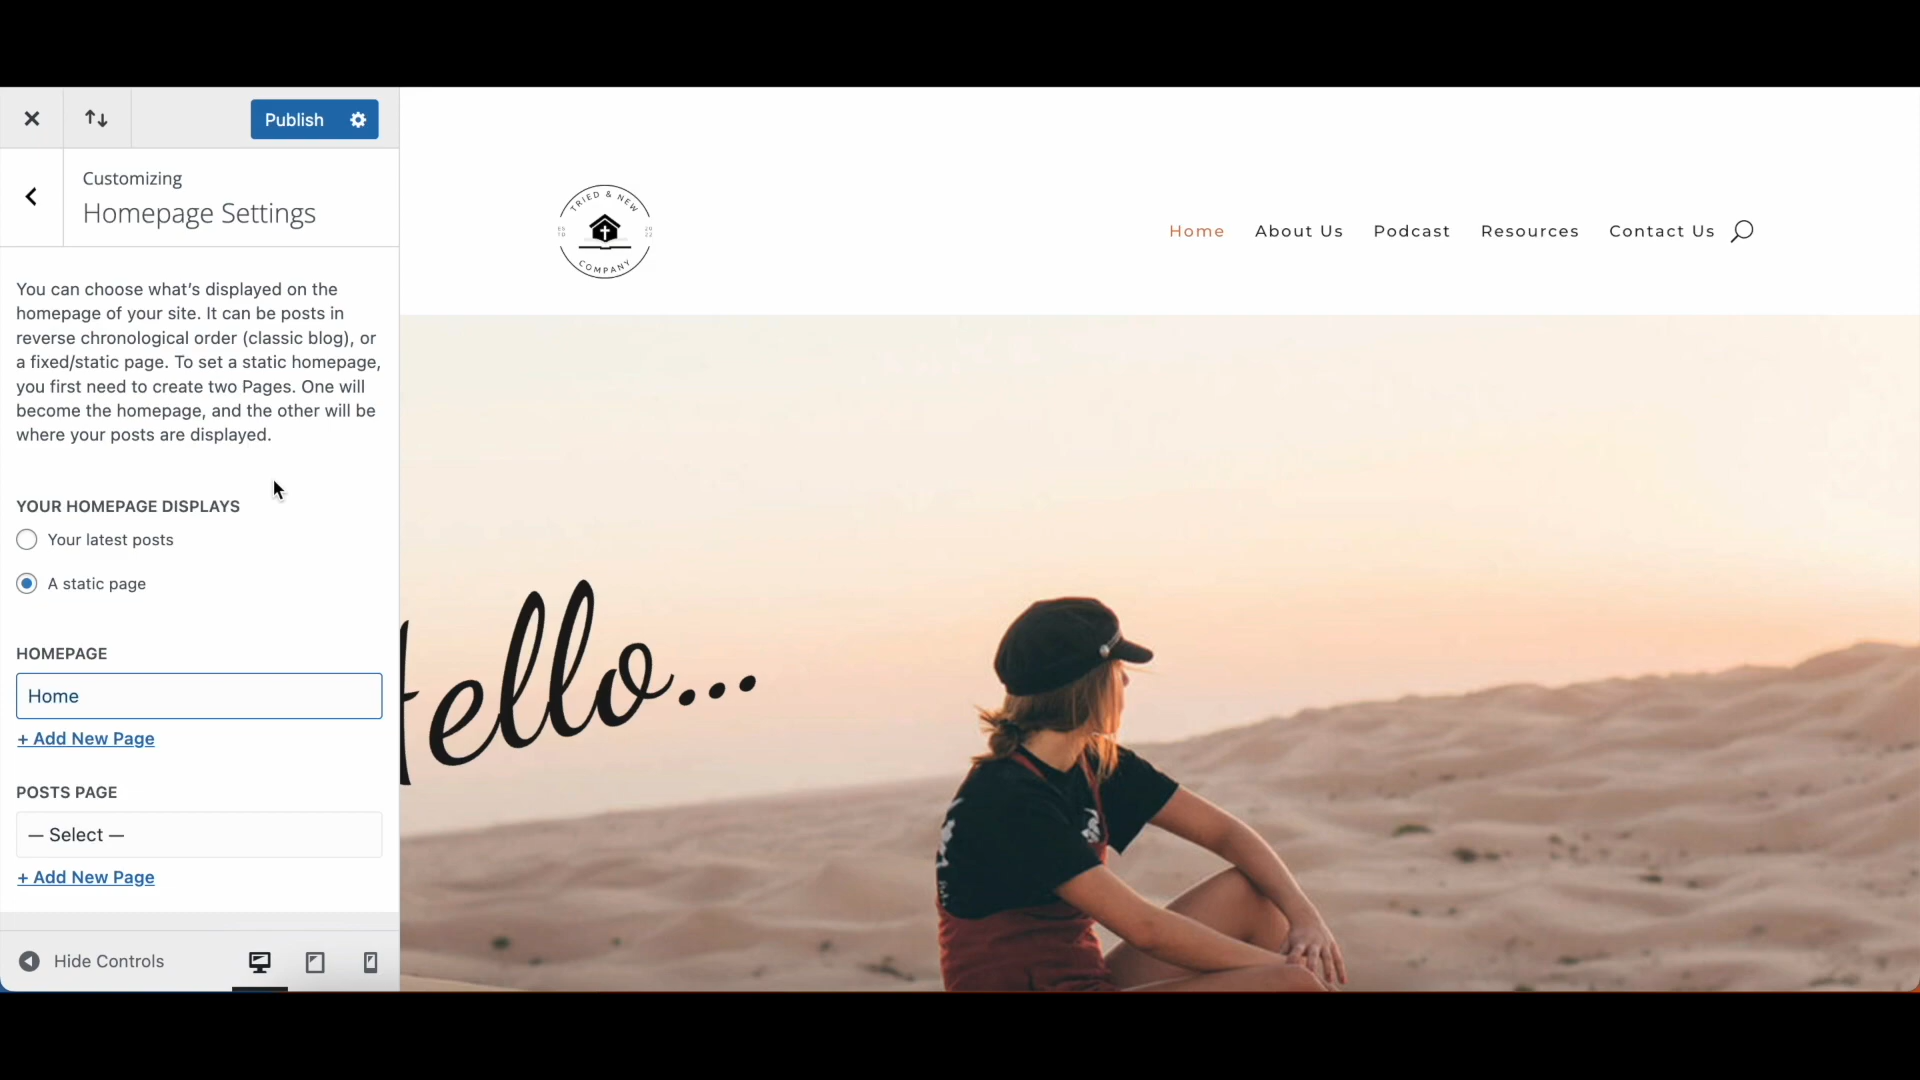 Publish
Customizing
Homepage Settings
You can choose what's displayed on the
homepage of your site. It can be posts in
reverse chronological order (classic blog), or
a fixed/static page. To set a static homepage,
you first need to create two Pages. One will
become the homepage, and the other will be
where your posts are displayed.
YOUR HOMEPAGE DISPLAYS
Your latest posts
A static page
HOMEPAGE
Home
+ Add New Page
POSTS PAGE
— Select —
+ Add New Page
Hide Controls
TRIED & NEW
COMPANY
Home About Us Podcast Resources Contact Us
ello...